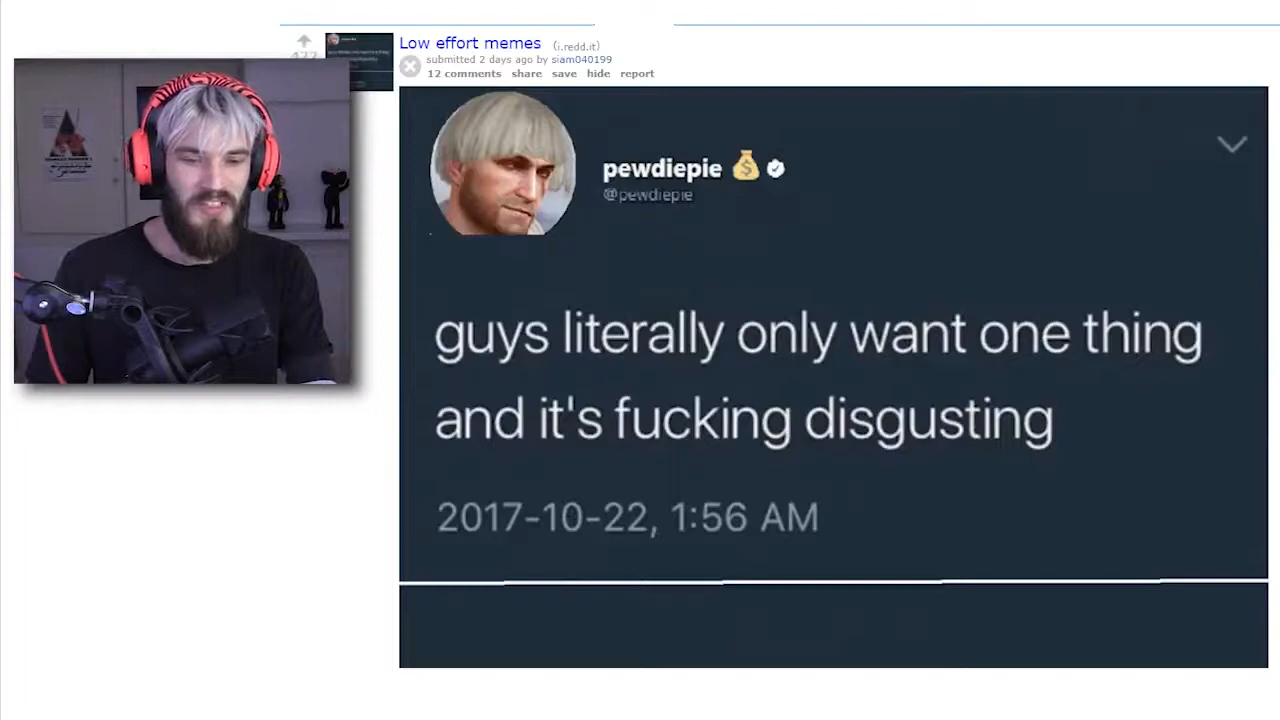 Low effort memes (i.redd.it)
submitted 2 days ago by siam040199
12 comments share save hide report
pewdiepie
@pewdiepie
guys literally only want one thing
and it's fucking disgusting
2017-10-22, 1:56 AM